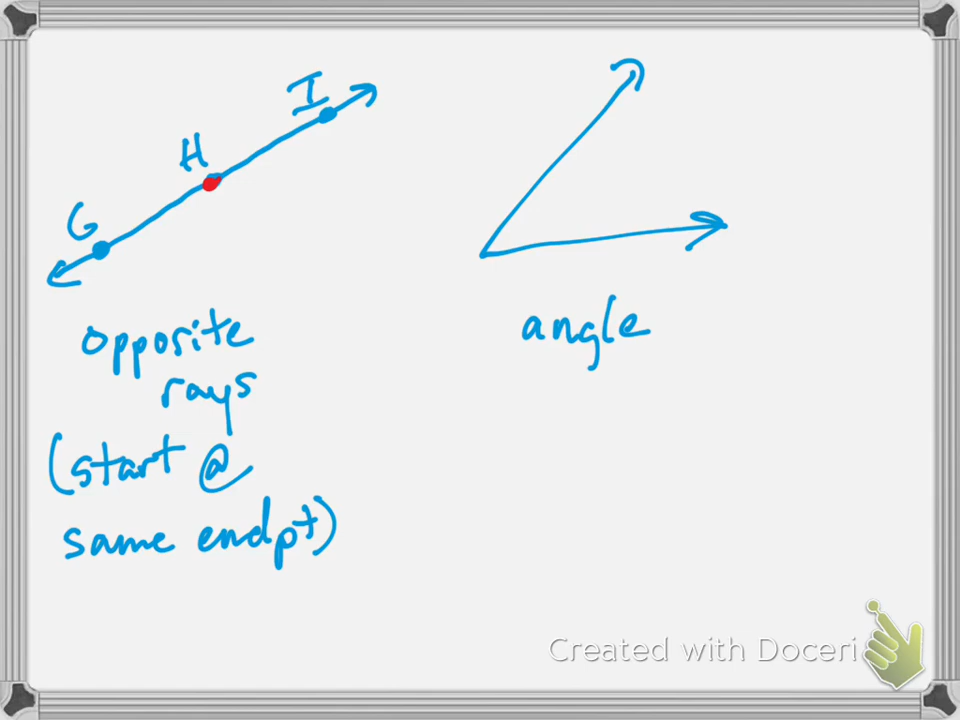 I
H
G
opposite
rays
(start @
same endpt)
angle
Created with Doceri